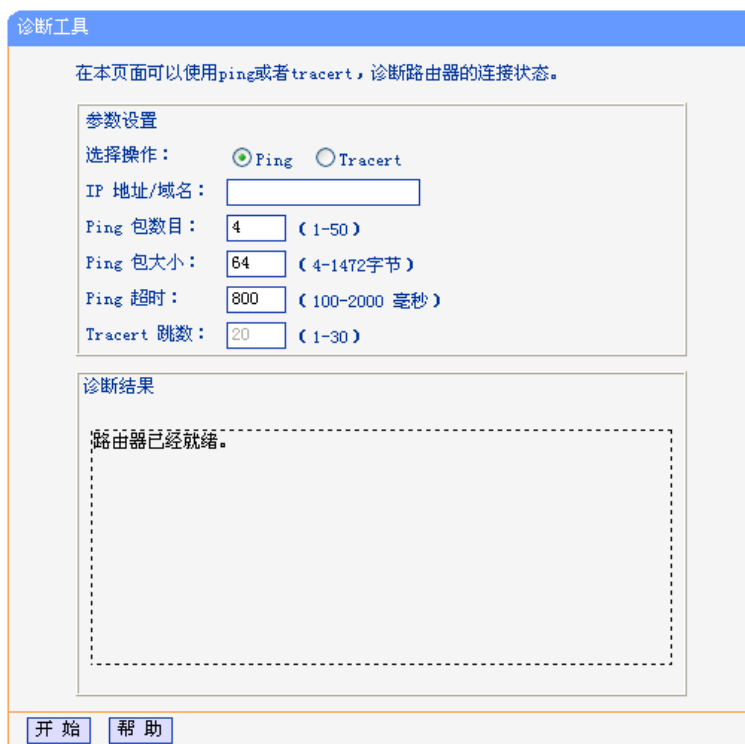 诊断工具
在本页面可以使用ping或者tracert，诊断路由器的连接状态。
参数设置
选择操作： Ping Tracert
IP 地址/域名：
Ping 包数目： 4 （1-50）
Ping 包大小： 64 （4-1472字节）
Ping 超时： 800 （100-2000 毫秒）
Tracert 跳数： 20 （1-30）
诊断结果
路由器已经就绪。
开 始 帮 助